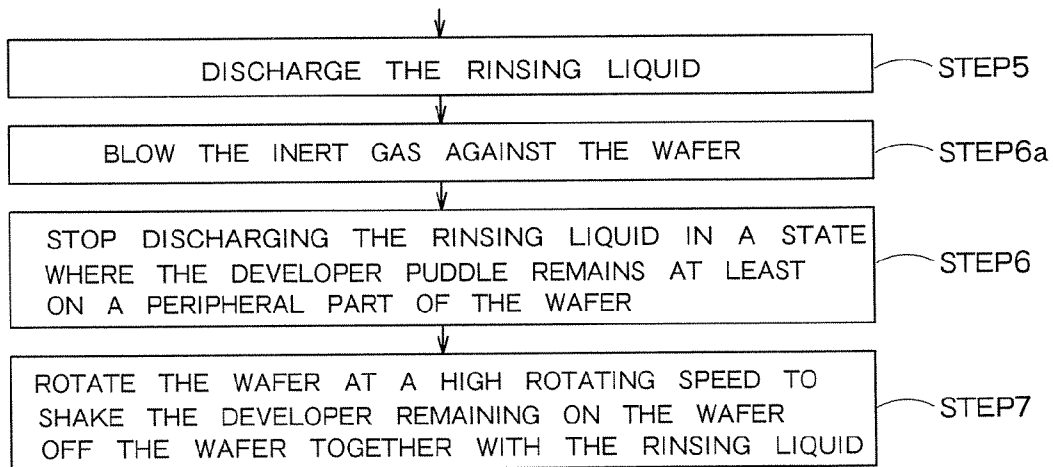 DISCHARGE THE RINSING LIQUID
STEP5
BLOW THE INERT GAS AGAINST THE WAFER
STEP6a
STOP DISCHARGING THE RINSING LIQUID IN A STATE
WHERE THE DEVELOPER PUDDLE REMAINS AT LEAST
ON A PERIPHERAL PART OF THE WAFER
STEP6
ROTATE THE WAFER AT A HIGH ROTATING SPEED TO
SHAKE THE DEVELOPER REMAINING ON THE WAFER
OFF THE WAFER TOGETHER WITH THE RINSING LIQUID
STEP7